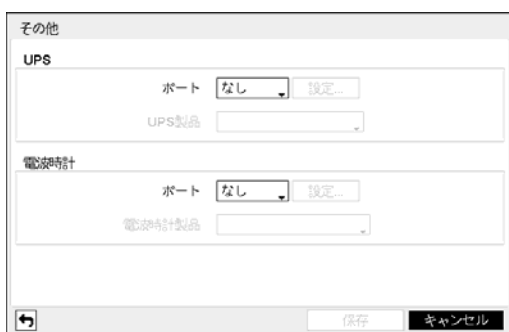 その他
UPS
ポート なし 設定...
UPS製品
電波時計
ポート なし 設定...
電波時計製品
保存 キャンセル